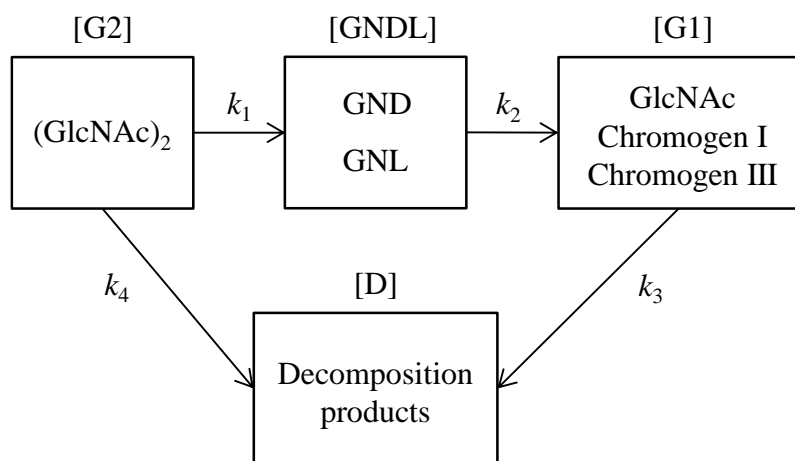 [G2]
[GNDL]
[G1]
(GlcNAc)₂
k₁
GND
GNL
k₂
GlcNAc
Chromogen I
Chromogen III
k₄
[D]
k₃
Decomposition
products